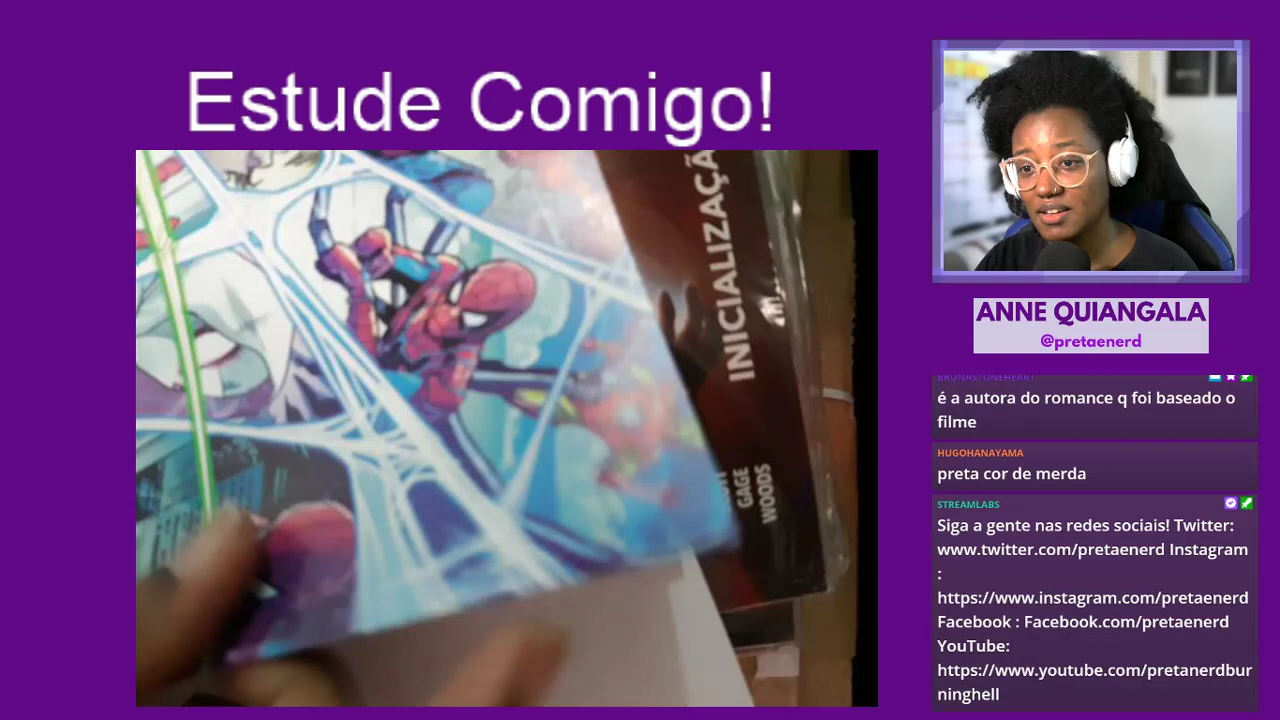 Estude Comigo!
INICIALIZAÇÃ
GAGE
WOODS
ANNE QUIANGALA
@pretaenerd
BRUNASTONEHEART
é a autora do romance q foi baseado o
filme
HUGOHANAYAMA
preta cor de merda
STREAMLABS
Siga a gente nas redes sociais! Twitter:
www.twitter.com/pretaenerd Instagram
:
https://www.instagram.com/pretaenerd
Facebook : Facebook.com/pretaenerd
YouTube:
https://www.youtube.com/pretanerdbur
ninghell